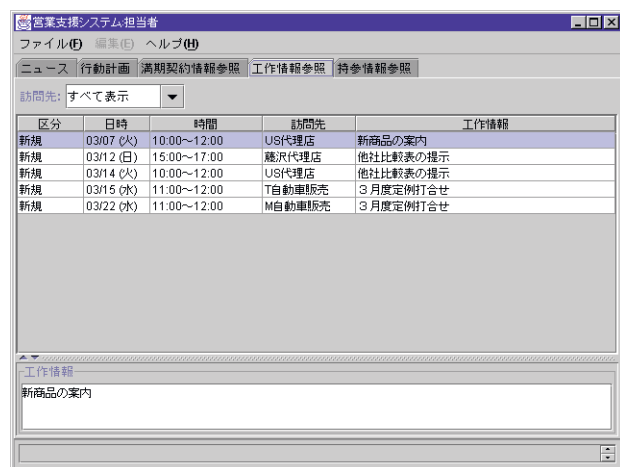 営業支援システム:担当者
ファイル(F) 編集(E) ヘルプ(H)
ニュース 行動計画 満期契約情報参照 工作情報参照 持参情報参照
訪問先: すべて表示
区分 日時 時間 訪問先 工作情報
新規 03/07 (火) 10:00～12:00 US代理店 新商品の案内
新規 03/12 (日) 15:00～17:00 藤沢代理店 他社比較表の提示
新規 03/14 (火) 10:00～12:00 US代理店 他社比較表の提示
新規 03/15 (水) 11:00～12:00 T自動車販売 ３月度定例打合せ
新規 03/22 (水) 11:00～12:00 M自動車販売 ３月度定例打合せ
工作情報
新商品の案内